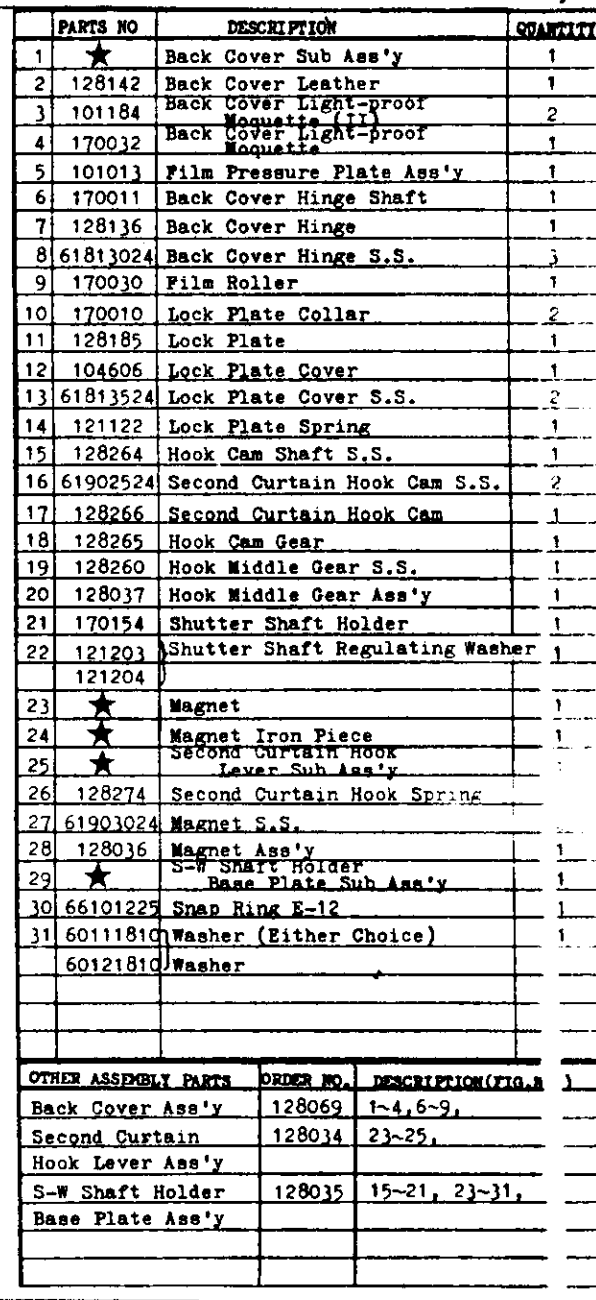 PARTS NO DESCRIPTION QUANTITY
1 ★ Back Cover Sub Ass'y 1
2 128142 Back Cover Leather 1
3 101184 Back Cover Light-proof Moquette (II) 2
4 170032 Back Cover Light-proof Moquette 1
5 101013 Film Pressure Plate Ass'y 1
6 170011 Back Cover Hinge Shaft 1
7 128136 Back Cover Hinge 1
8 61813024 Back Cover Hinge S.S. 3
9 170030 Film Roller 1
10 170010 Lock Plate Collar 2
11 128185 Lock Plate 1
12 104606 Lock Plate Cover 1
13 61813524 Lock Plate Cover S.S. 2
14 121122 Lock Plate Spring 1
15 128264 Hook Cam Shaft S.S. 1
16 61902524 Second Curtain Hook Cam S.S. 2
17 128266 Second Curtain Hook Cam 1
18 128265 Hook Cam Gear 1
19 128260 Hook Middle Gear S.S. 1
20 128037 Hook Middle Gear Ass'y 1
21 170154 Shutter Shaft Holder 1
22 121203 Shutter Shaft Regulating Washer 1
121204
23 ★ Magnet 1
24 ★ Magnet Iron Piece 1
25 ★ Second Curtain Hook Lever Sub Ass'y
26 128274 Second Curtain Hook Spring
27 61903024 Magnet S.S.
28 128036 Magnet Ass'y 1
29 ★ S-W Shaft Holder Base Plate Sub Ass'y 1
30 66101225 Snap Ring E-12 1
31 60111810 Washer (Either Choice) 1
60121810 Washer
OTHER ASSEMBLY PARTS ORDER NO. DESCRIPTION(FIG.N )
Back Cover Ass'y 128069 1~4,6~9,
Second Curtain 128034 23~25,
Hook Lever Ass'y
S-W Shaft Holder 128035 15~21, 23~31,
Base Plate Ass'y